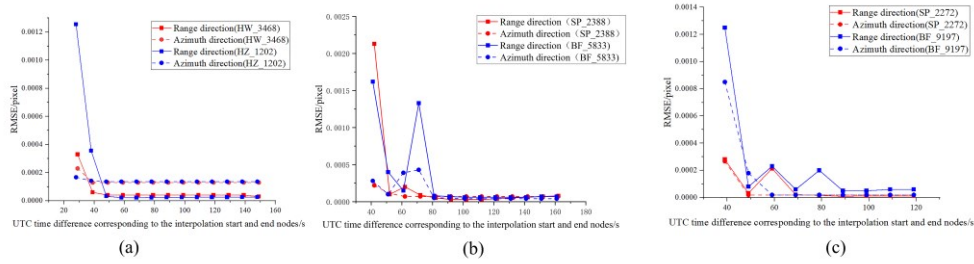 0.0012
0.0010
0.0008
0.0006
0.0004
0.0002
0.0000
RMSE/pixel
Range direction(HW_3468)
Azimuth direction(HW_3468)
Range direction(HZ_1202)
Azimuth direction(HZ_1202)
20 40 60 80 100 120 140
UTC time difference corresponding to the interpolation start and end nodes/s
(a)
0.0025
0.0020
0.0015
0.0010
0.0005
0.0000
RMSE/pixel
Range direction (SP_2388)
Azimuth direction (SP_2388)
Range direction (BF_5833)
Azimuth direction (BF_5833)
40 60 80 100 120 140 160 180
UTC time difference corresponding to the interpolation start and end nodes/s
(b)
0.0014
0.0012
0.0010
0.0008
0.0006
0.0004
0.0002
0.0000
RMSE/pixel
Range direction(SP_2272)
Azimuth direction(SP_2272)
Range direction(BF_9197)
Azimuth direction(BF_9197)
40 60 80 100 120
UTC time difference corresponding to the interpolation start and end nodes/s
(c)